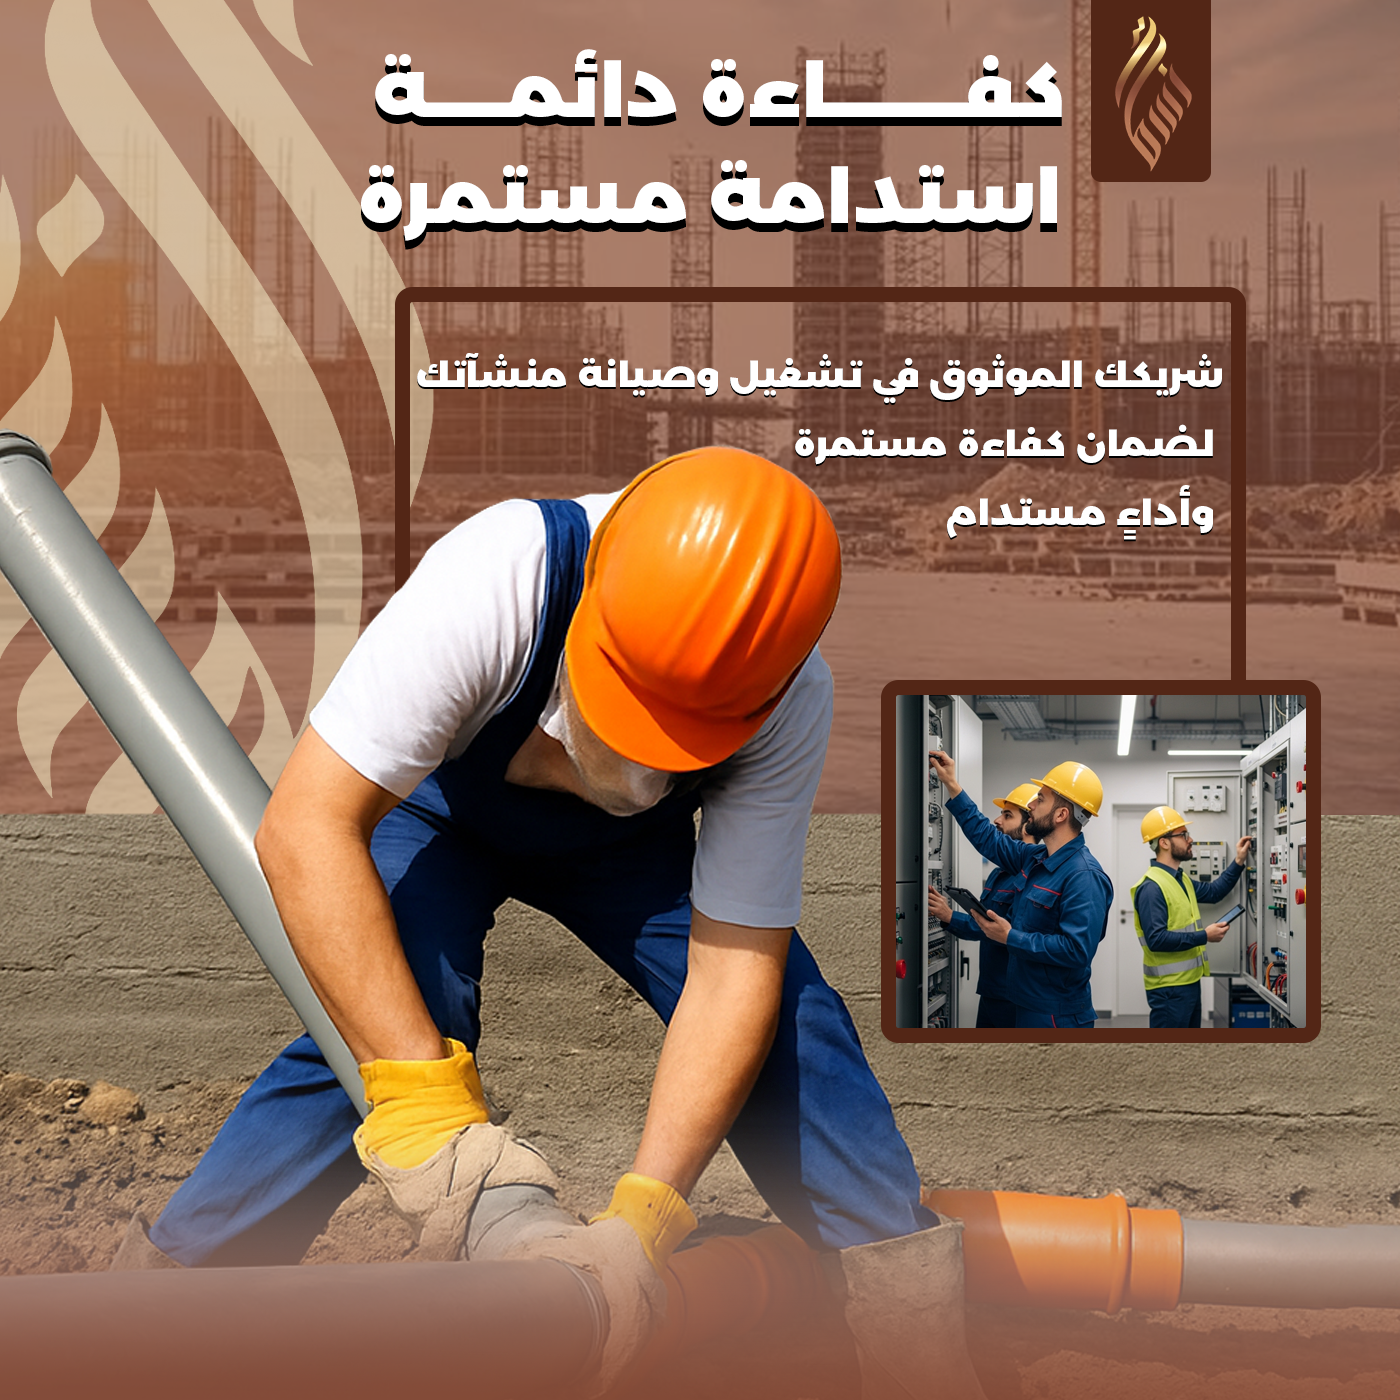 كفـــاءة دائمـــة
استدامة مستمرة
شريكك الموثوق في تشغيل وصيانة منشآتك
لضمان كفاءة مستمرة
وأداءٍ مستدام